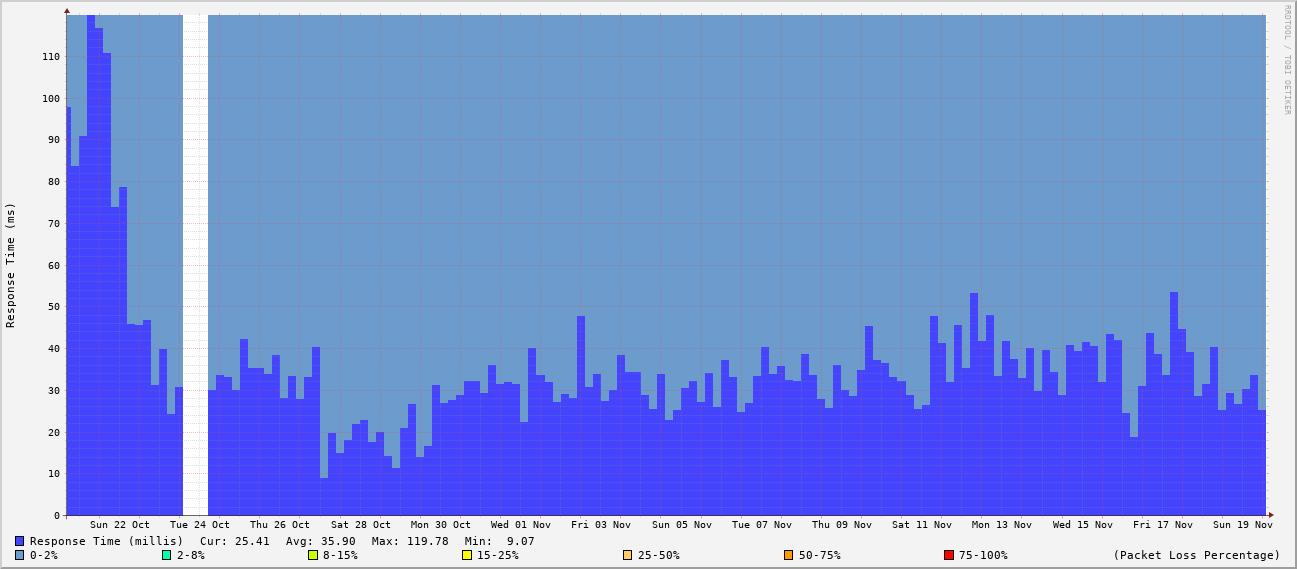 RRDTOOL / TOBI OETIKER
Response Time (ms)
110
100
90
80
70
60
50
40
30
20
10
0
Sun 22 Oct Tue 24 Oct Thu 26 Oct Sat 28 Oct Mon 30 Oct Wed 01 Nov Fri 03 Nov Sun 05 Nov Tue 07 Nov Thu 09 Nov Sat 11 Nov Mon 13 Nov Wed 15 Nov Fri 17 Nov Sun 19 Nov
Response Time (millis) Cur: 25.41 Avg: 35.90 Max: 119.78 Min: 9.07
0-2% 2-8% 8-15% 15-25% 25-50% 50-75% 75-100% (Packet Loss Percentage)